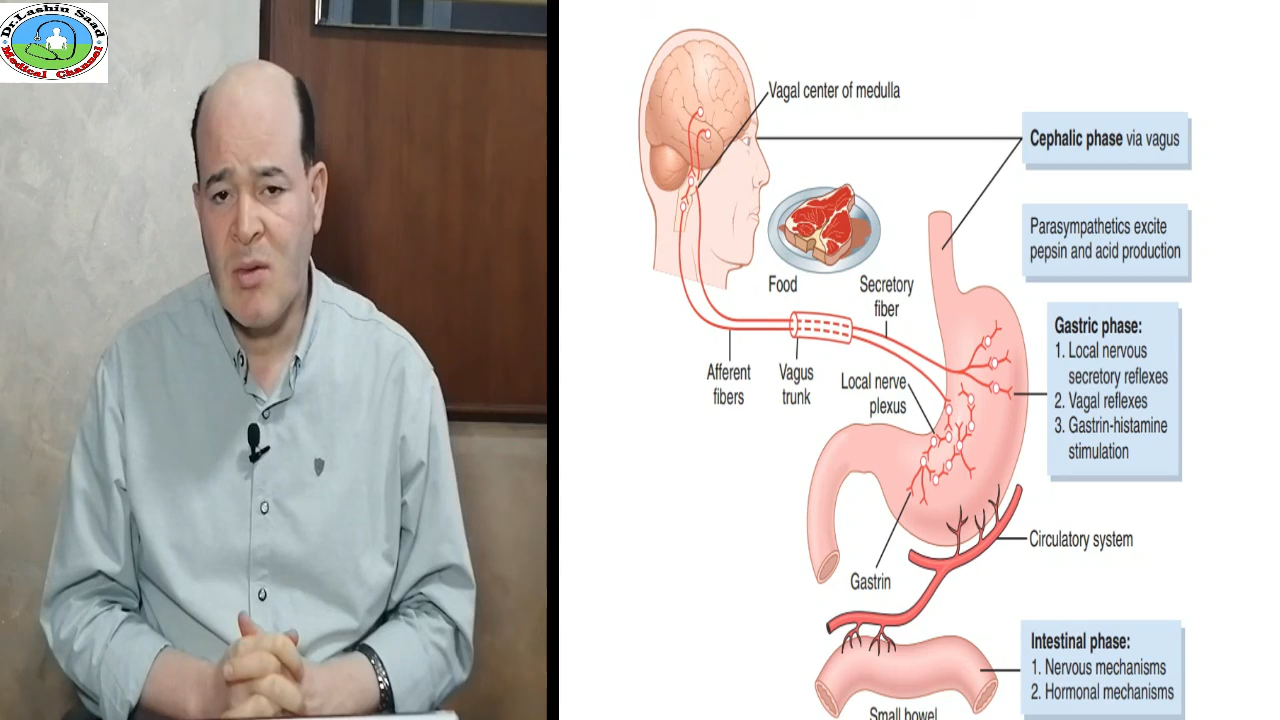 Dr.Lashin Saad
Medical Channel
Vagal center of medulla
Cephalic phase via vagus
Parasympathetics excite
pepsin and acid production
Food
Secretory
fiber
Gastric phase:
1. Local nervous
secretory reflexes
2. Vagal reflexes
3. Gastrin-histamine
stimulation
Afferent
fibers
Vagus
trunk
Local nerve
plexus
Circulatory system
Gastrin
Intestinal phase:
1. Nervous mechanisms
2. Hormonal mechanisms
Small bowel